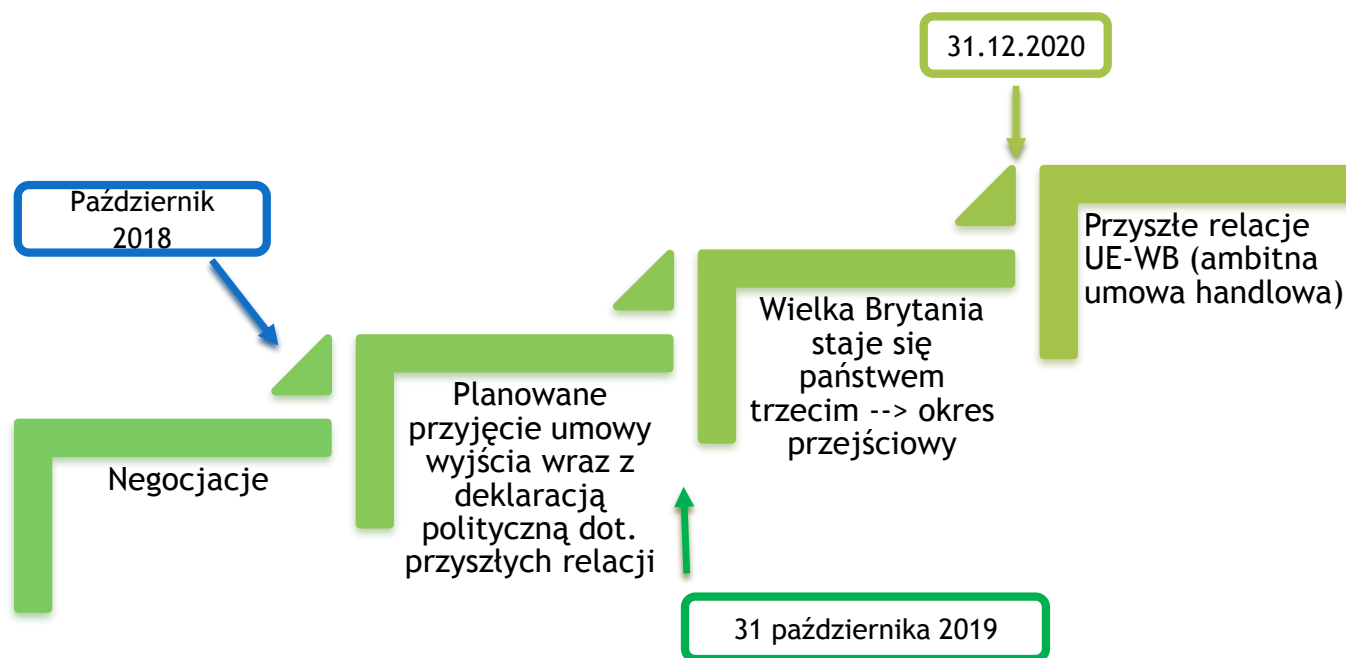 31.12.2020
Październik
2018
Przyszłe relacje
UE-WB (ambitna
umowa handlowa)
Wielka Brytania
staje się
państwem
trzecim --> okres
przejściowy
Planowane
przyjęcie umowy
wyjścia wraz z
deklaracją
polityczną dot.
przyszłych relacji
Negocjacje
31 października 2019